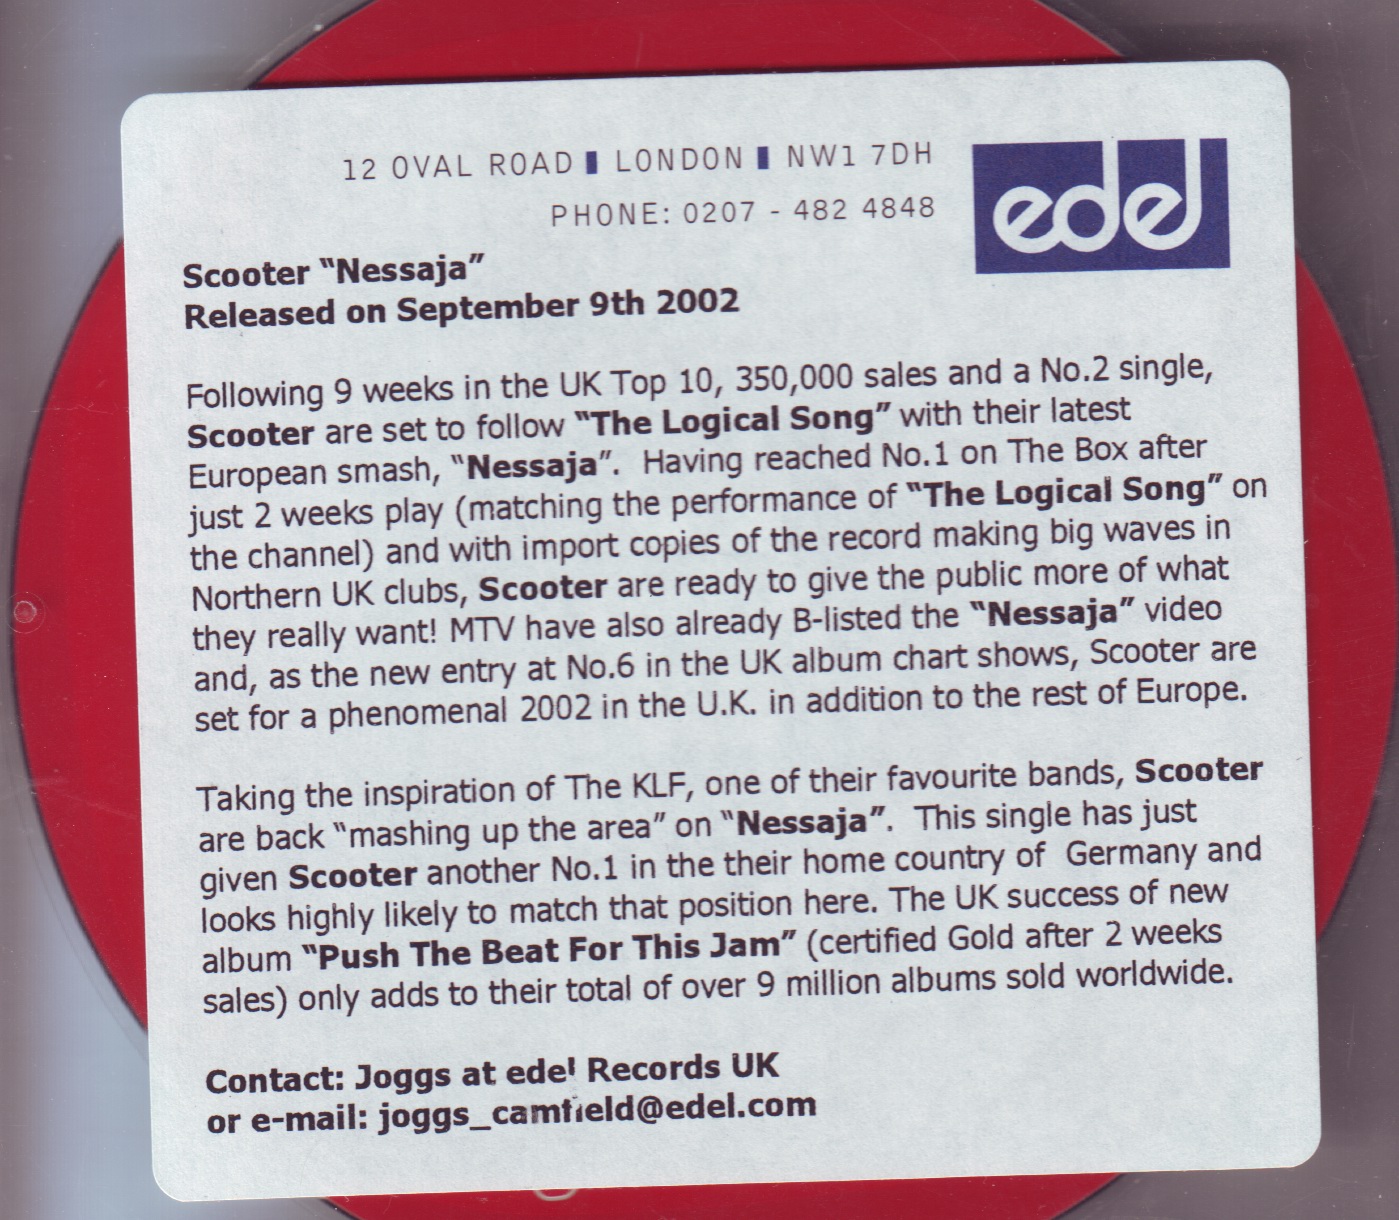 12 OVAL ROAD ▮ LONDON ▮ NW1 7DH
PHONE: 0207 - 482 4848
edel
Scooter “Nessaja”
Released on September 9th 2002
Following 9 weeks in the UK Top 10, 350,000 sales and a No.2 single,
Scooter are set to follow “The Logical Song” with their latest
European smash, “Nessaja”.  Having reached No.1 on The Box after
just 2 weeks play (matching the performance of “The Logical Song” on
the channel) and with import copies of the record making big waves in
Northern UK clubs, Scooter are ready to give the public more of what
they really want! MTV have also already B-listed the “Nessaja” video
and, as the new entry at No.6 in the UK album chart shows, Scooter are
set for a phenomenal 2002 in the U.K. in addition to the rest of Europe.
Taking the inspiration of The KLF, one of their favourite bands, Scooter
are back “mashing up the area” on “Nessaja”.  This single has just
given Scooter another No.1 in the their home country of  Germany and
looks highly likely to match that position here. The UK success of new
album “Push The Beat For This Jam” (certified Gold after 2 weeks
sales) only adds to their total of over 9 million albums sold worldwide.
Contact: Joggs at edel Records UK
or e-mail: joggs_camfield@edel.com